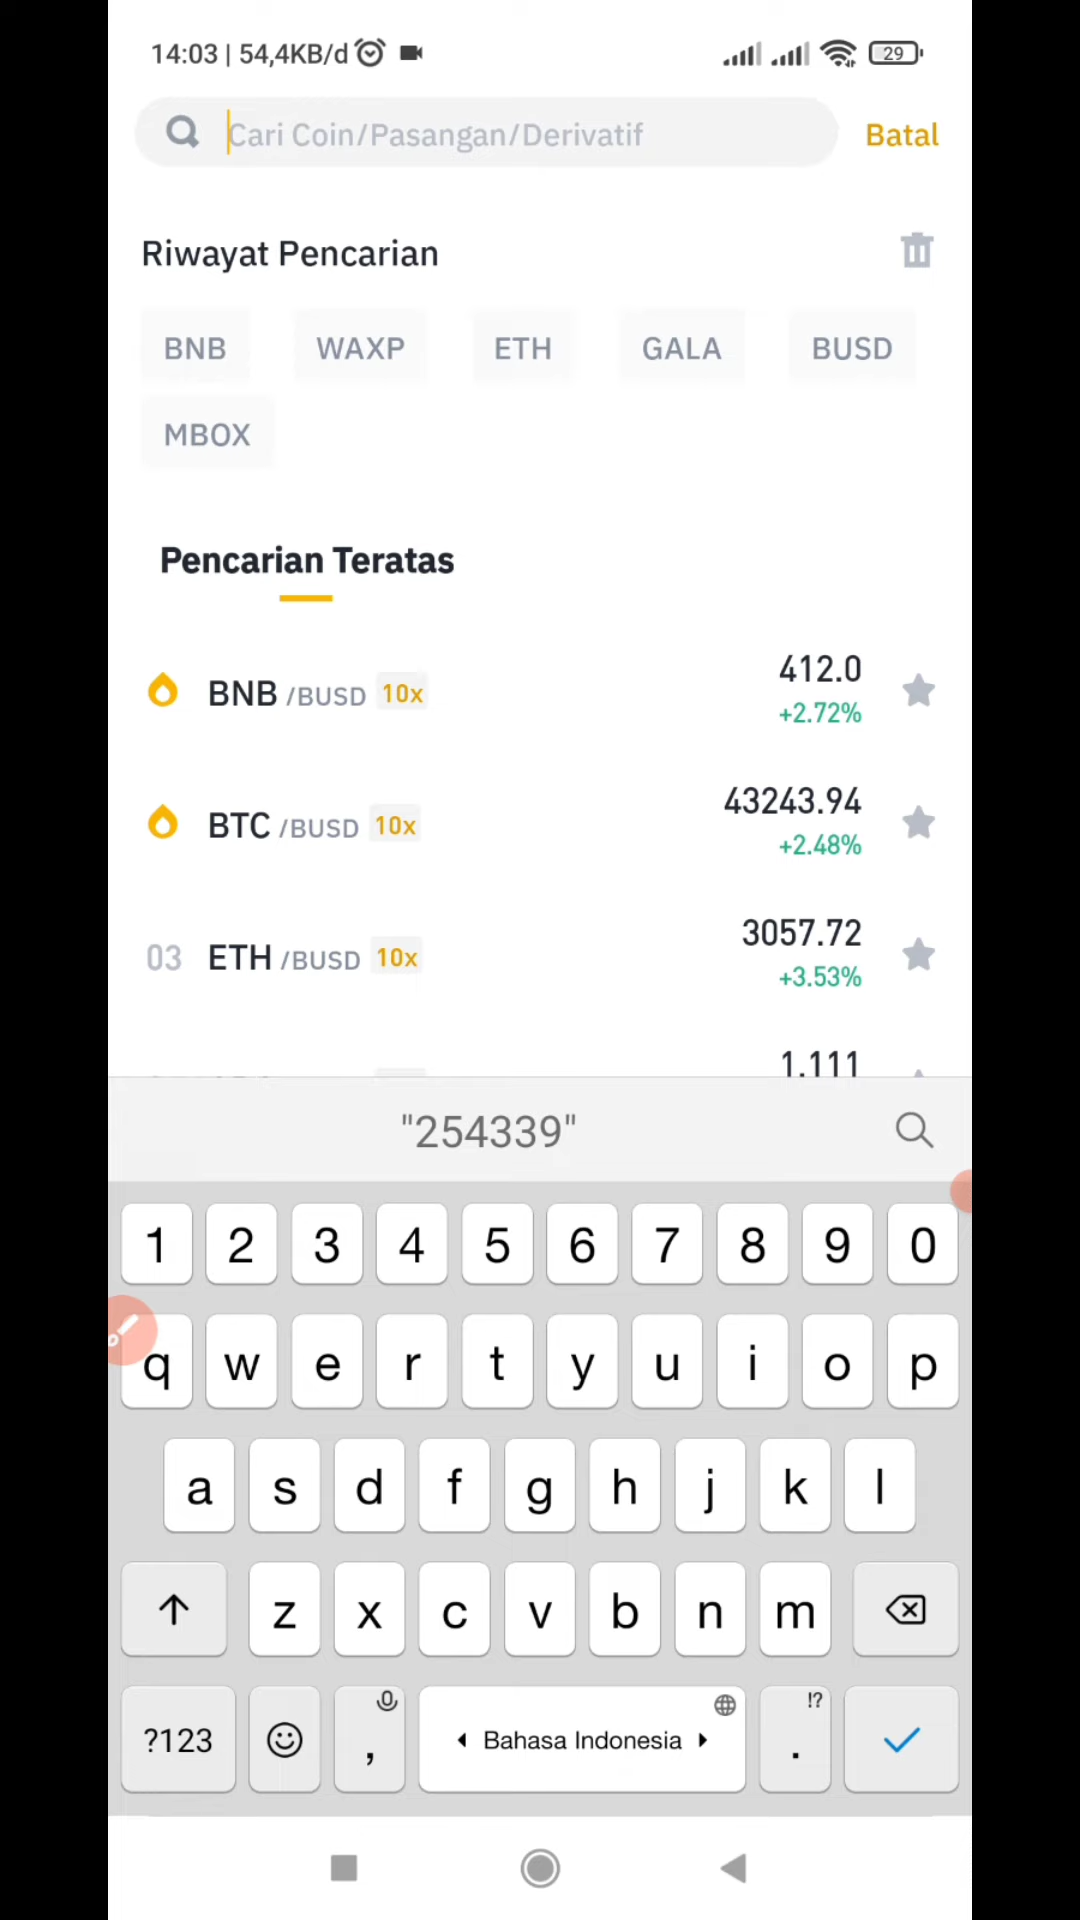 14:03 | 54,4KB/d
29
Cari Coin/Pasangan/Derivatif
Batal
Riwayat Pencarian
BNB WAXP ETH GALA BUSD
MBOX
Pencarian Teratas
BNB /BUSD 10x 412.0
+2.72%
BTC /BUSD 10x 43243.94
+2.48%
03 ETH /BUSD 10x 3057.72
+3.53%
1.111
"254339"
1 2 3 4 5 6 7 8 9 0
q w e r t y u i o p
a s d f g h j k l
z x c v b n m
?123 , Bahasa Indonesia . !?